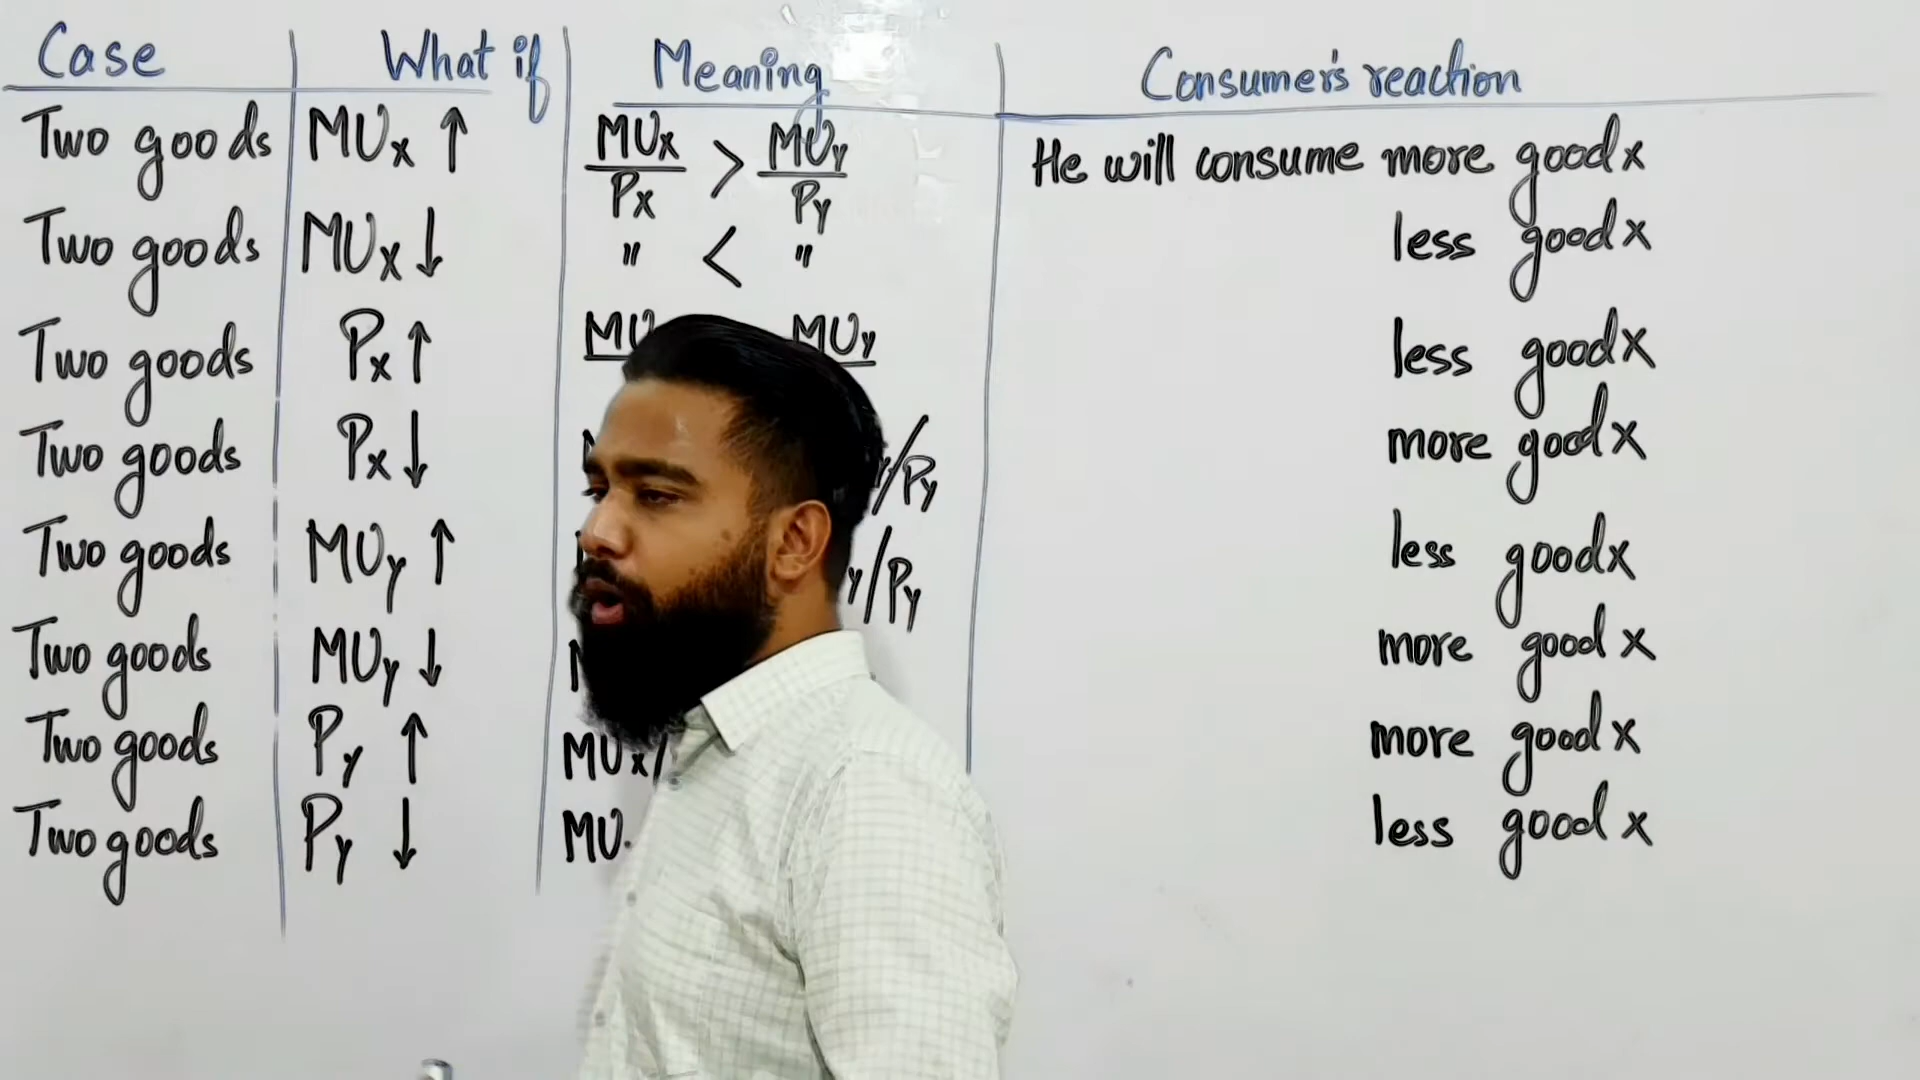 Case What if Meaning Consumer's reaction
Two goods MUx ↑ MUx/Px > MUy/Py He will consume more good x
Two goods MUx ↓ " < " less good x
Two goods Px ↑ MUy less good x
Two goods Px ↓ /Py more good x
Two goods MUy ↑ y/Py less good x
Two goods MUy ↓ more good x
Two goods Py ↑ MUx/ more good x
Two goods Py ↓ MU less good x